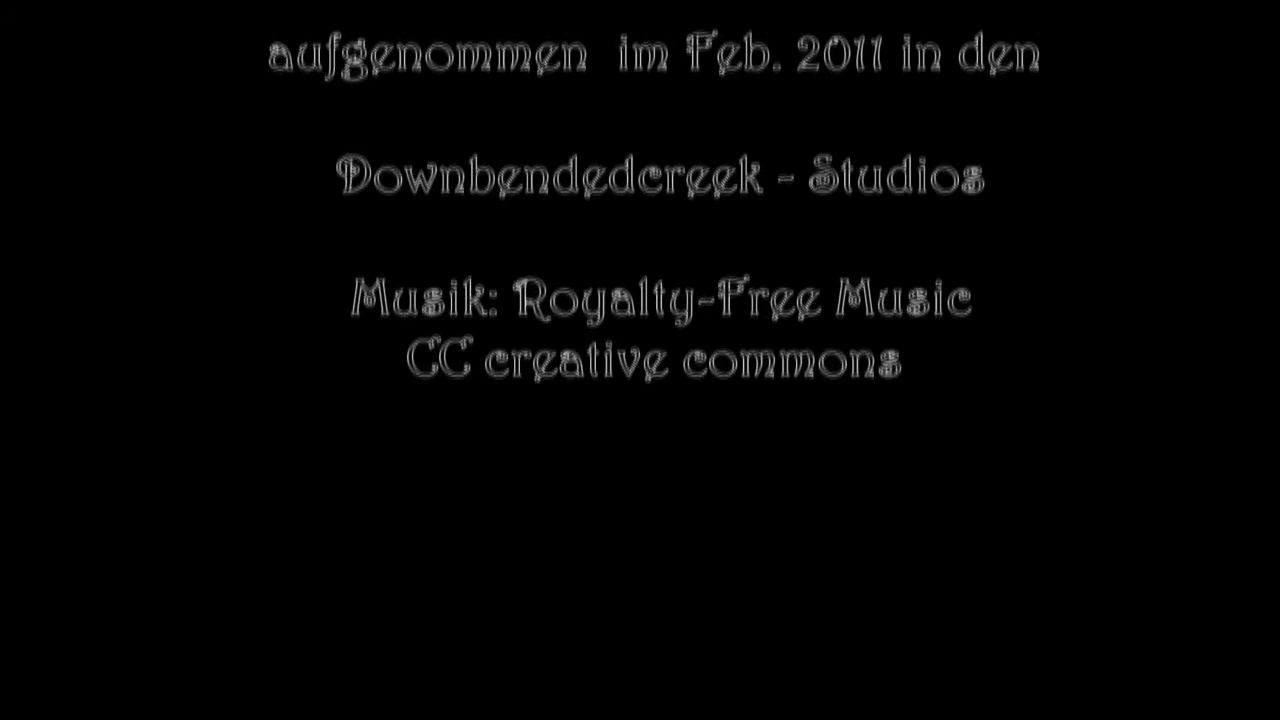 aufgenommen im Feb. 2011 in den
Downbendedcreek - Studios
Musik: Royalty-Free Music
CC creative commons